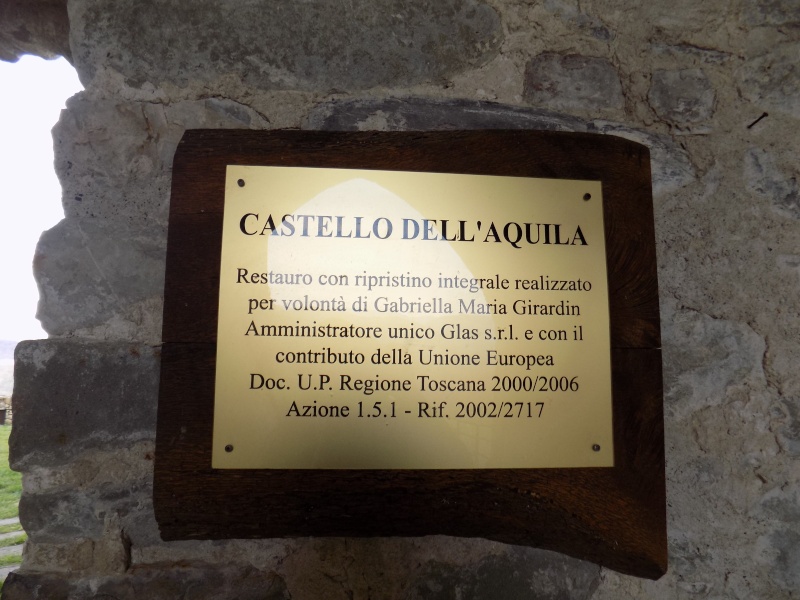 CASTELLO DELL'AQUILA
Restauro con ripristino integrale realizzato
per volontà di Gabriella Maria Girardin
Amministratore unico Glas s.r.l. e con il
contributo della Unione Europea
Doc. U.P. Regione Toscana 2000/2006
Azione 1.5.1 - Rif. 2002/2717